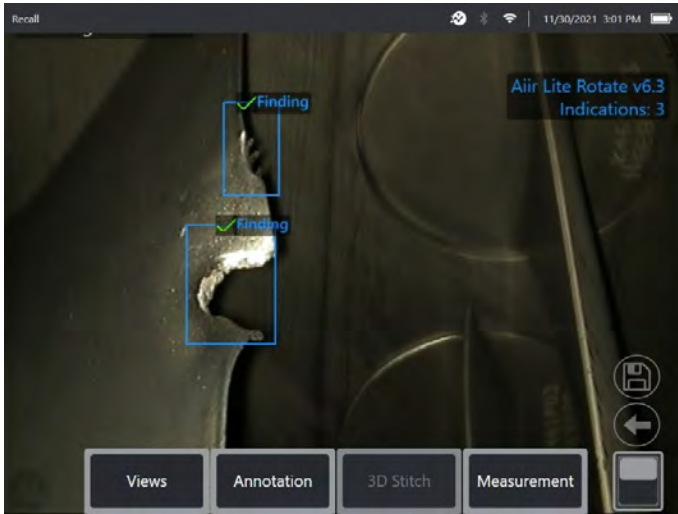 Recall
11/30/2021 3:01 PM
Aiir Lite Rotate v6.3
Indications: 3
Finding
Finding
Views
Annotation
3D Stitch
Measurement